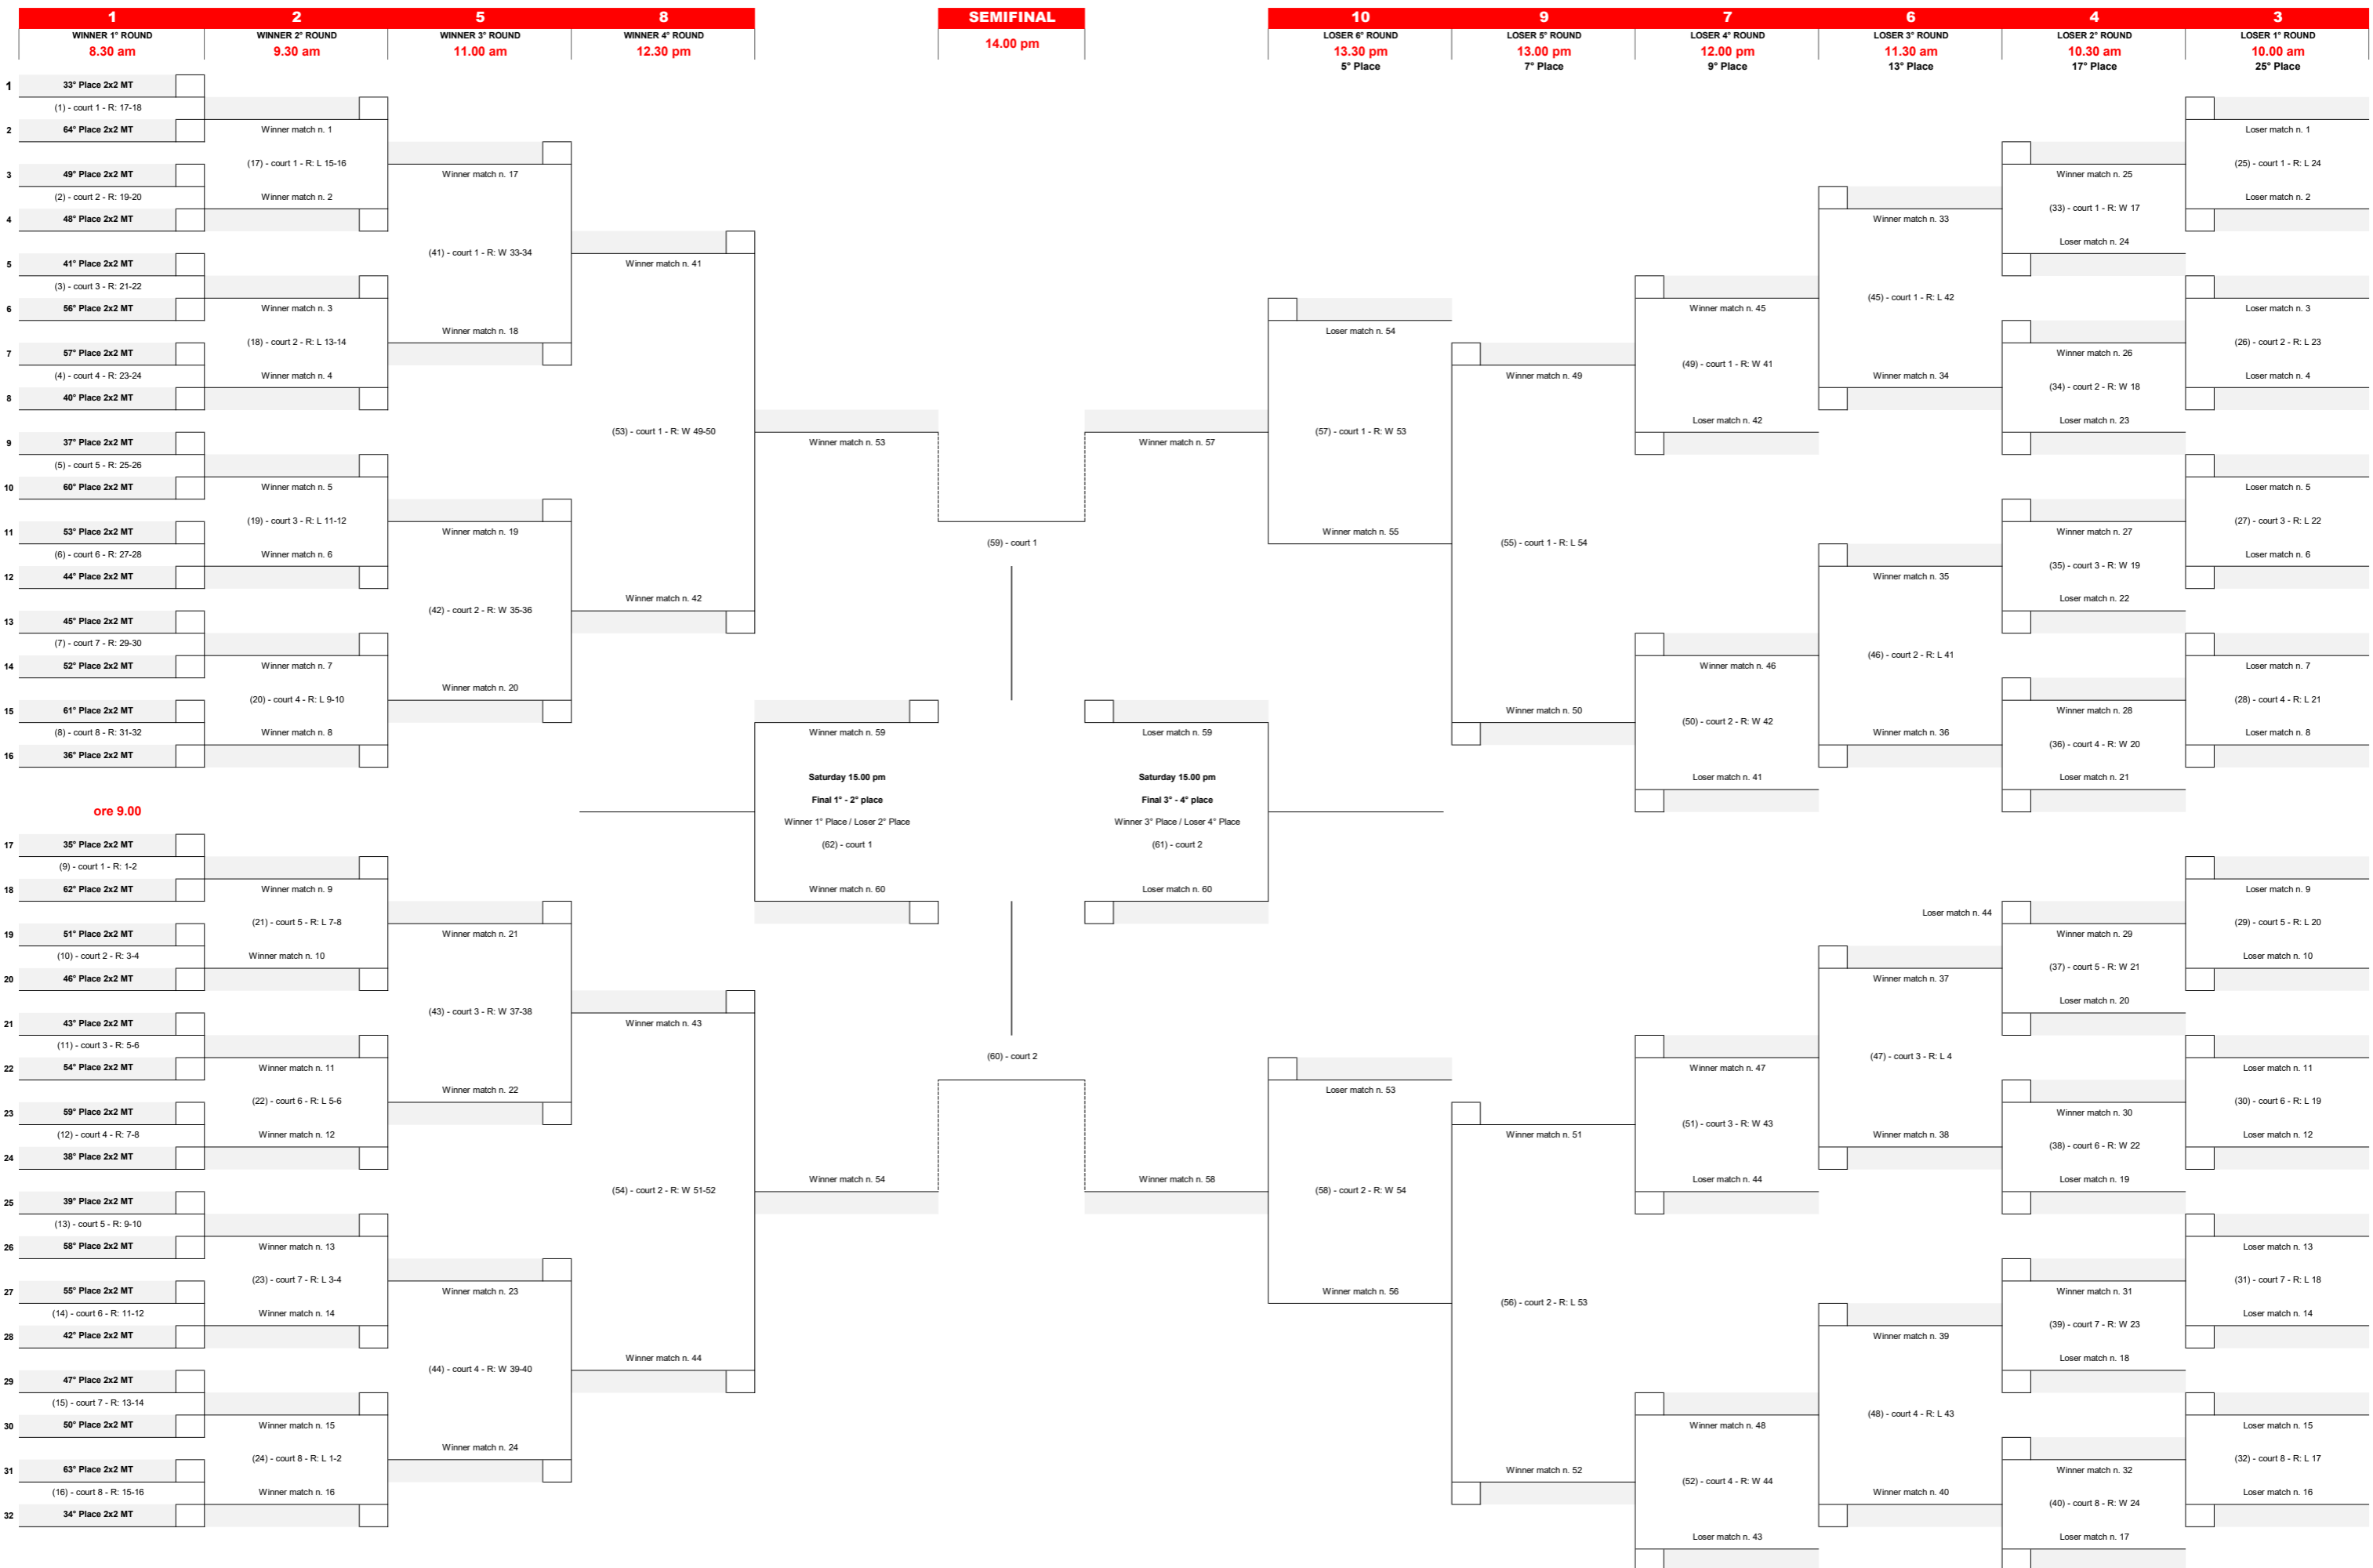 1
2
5
8
SEMIFINAL
10
9
7
6
4
3
WINNER 1° ROUND
WINNER 2° ROUND
WINNER 3° ROUND
WINNER 4° ROUND
LOSER 6° ROUND
LOSER 5° ROUND
LOSER 4° ROUND
LOSER 3° ROUND
LOSER 2° ROUND
LOSER 1° ROUND
8.30 am
9.30 am
11.00 am
12.30 pm
14.00 pm
13.30 pm
13.00 pm
12.00 pm
11.30 am
10.30 am
10.00 am
5° Place
7° Place
9° Place
13° Place
17° Place
25° Place
1 33° Place 2x2 MT
(1) - court 1 - R: 17-18
2 64° Place 2x2 MT
3 49° Place 2x2 MT
(2) - court 2 - R: 19-20
4 48° Place 2x2 MT
5 41° Place 2x2 MT
(3) - court 3 - R: 21-22
6 56° Place 2x2 MT
7 57° Place 2x2 MT
(4) - court 4 - R: 23-24
8 40° Place 2x2 MT
9 37° Place 2x2 MT
(5) - court 5 - R: 25-26
10 60° Place 2x2 MT
11 53° Place 2x2 MT
(6) - court 6 - R: 27-28
12 44° Place 2x2 MT
13 45° Place 2x2 MT
(7) - court 7 - R: 29-30
14 52° Place 2x2 MT
15 61° Place 2x2 MT
(8) - court 8 - R: 31-32
16 36° Place 2x2 MT
ore 9.00
17 35° Place 2x2 MT
(9) - court 1 - R: 1-2
18 62° Place 2x2 MT
19 51° Place 2x2 MT
(10) - court 2 - R: 3-4
20 46° Place 2x2 MT
21 43° Place 2x2 MT
(11) - court 3 - R: 5-6
22 54° Place 2x2 MT
23 59° Place 2x2 MT
(12) - court 4 - R: 7-8
24 38° Place 2x2 MT
25 39° Place 2x2 MT
(13) - court 5 - R: 9-10
26 58° Place 2x2 MT
27 55° Place 2x2 MT
(14) - court 6 - R: 11-12
28 42° Place 2x2 MT
29 47° Place 2x2 MT
(15) - court 7 - R: 13-14
30 50° Place 2x2 MT
31 63° Place 2x2 MT
(16) - court 8 - R: 15-16
32 34° Place 2x2 MT
Winner match n. 1
(17) - court 1 - R: L 15-16
Winner match n. 2
Winner match n. 3
(18) - court 2 - R: L 13-14
Winner match n. 4
Winner match n. 5
(19) - court 3 - R: L 11-12
Winner match n. 6
Winner match n. 7
(20) - court 4 - R: L 9-10
Winner match n. 8
Winner match n. 9
(21) - court 5 - R: L 7-8
Winner match n. 10
Winner match n. 11
(22) - court 6 - R: L 5-6
Winner match n. 12
Winner match n. 13
(23) - court 7 - R: L 3-4
Winner match n. 14
Winner match n. 15
(24) - court 8 - R: L 1-2
Winner match n. 16
Winner match n. 17
(41) - court 1 - R: W 33-34
Winner match n. 18
Winner match n. 19
(42) - court 2 - R: W 35-36
Winner match n. 20
Winner match n. 21
(43) - court 3 - R: W 37-38
Winner match n. 22
Winner match n. 23
(44) - court 4 - R: W 39-40
Winner match n. 24
Winner match n. 41
(53) - court 1 - R: W 49-50
Winner match n. 42
Winner match n. 43
(54) - court 2 - R: W 51-52
Winner match n. 44
Winner match n. 53
Winner match n. 59
Saturday 15.00 pm
Final 1° - 2° place
Winner 1° Place / Loser 2° Place
(62) - court 1
Winner match n. 60
Winner match n. 54
(59) - court 1
(60) - court 2
Winner match n. 57
Loser match n. 59
Saturday 15.00 pm
Final 3° - 4° place
Winner 3° Place / Loser 4° Place
(61) - court 2
Loser match n. 60
Winner match n. 58
Loser match n. 54
(57) - court 1 - R: W 53
Winner match n. 55
Loser match n. 53
(58) - court 2 - R: W 54
Winner match n. 56
Winner match n. 49
(55) - court 1 - R: L 54
Winner match n. 50
Winner match n. 51
(56) - court 2 - R: L 53
Winner match n. 52
Winner match n. 45
(49) - court 1 - R: W 41
Loser match n. 42
Winner match n. 46
(50) - court 2 - R: W 42
Loser match n. 41
Winner match n. 47
(51) - court 3 - R: W 43
Loser match n. 44
Winner match n. 48
(52) - court 4 - R: W 44
Loser match n. 43
Winner match n. 33
(45) - court 1 - R: L 42
Winner match n. 34
Winner match n. 35
(46) - court 2 - R: L 41
Winner match n. 36
Loser match n. 44
Winner match n. 37
(47) - court 3 - R: L 4
Winner match n. 38
Winner match n. 39
(48) - court 4 - R: L 43
Winner match n. 40
Winner match n. 25
(33) - court 1 - R: W 17
Loser match n. 24
Winner match n. 26
(34) - court 2 - R: W 18
Loser match n. 23
Winner match n. 27
(35) - court 3 - R: W 19
Loser match n. 22
Winner match n. 28
(36) - court 4 - R: W 20
Loser match n. 21
Winner match n. 29
(37) - court 5 - R: W 21
Loser match n. 20
Winner match n. 30
(38) - court 6 - R: W 22
Loser match n. 19
Winner match n. 31
(39) - court 7 - R: W 23
Loser match n. 18
Winner match n. 32
(40) - court 8 - R: W 24
Loser match n. 17
Loser match n. 1
(25) - court 1 - R: L 24
Loser match n. 2
Loser match n. 3
(26) - court 2 - R: L 23
Loser match n. 4
Loser match n. 5
(27) - court 3 - R: L 22
Loser match n. 6
Loser match n. 7
(28) - court 4 - R: L 21
Loser match n. 8
Loser match n. 9
(29) - court 5 - R: L 20
Loser match n. 10
Loser match n. 11
(30) - court 6 - R: L 19
Loser match n. 12
Loser match n. 13
(31) - court 7 - R: L 18
Loser match n. 14
Loser match n. 15
(32) - court 8 - R: L 17
Loser match n. 16